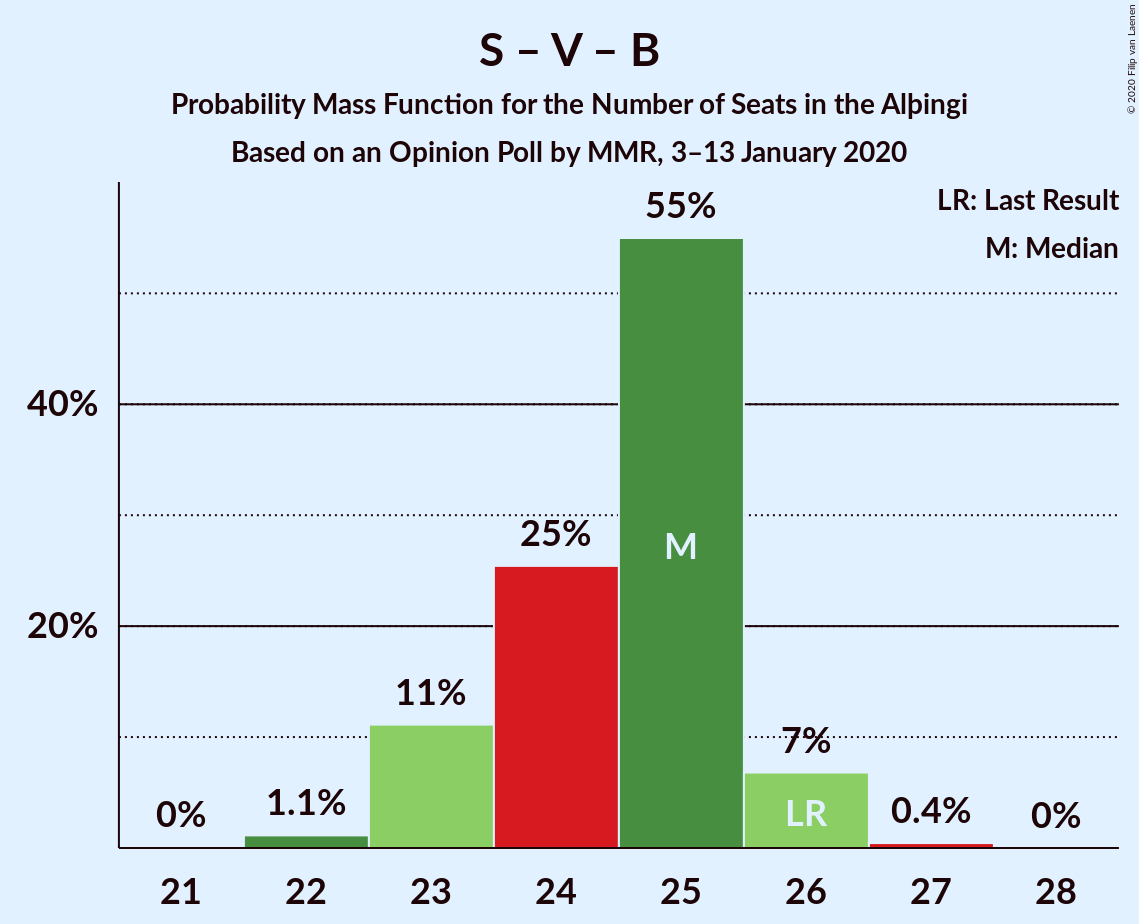 S – V – B
Probability Mass Function for the Number of Seats in the Alþingi
Based on an Opinion Poll by MMR, 3–13 January 2020
© 2020 Filip van Laenen
LR: Last Result
M: Median
55%
40%
25%
M
20%
11%
7%
0%
1.1%
LR
0.4%
0%
21 22 23 24 25 26 27 28